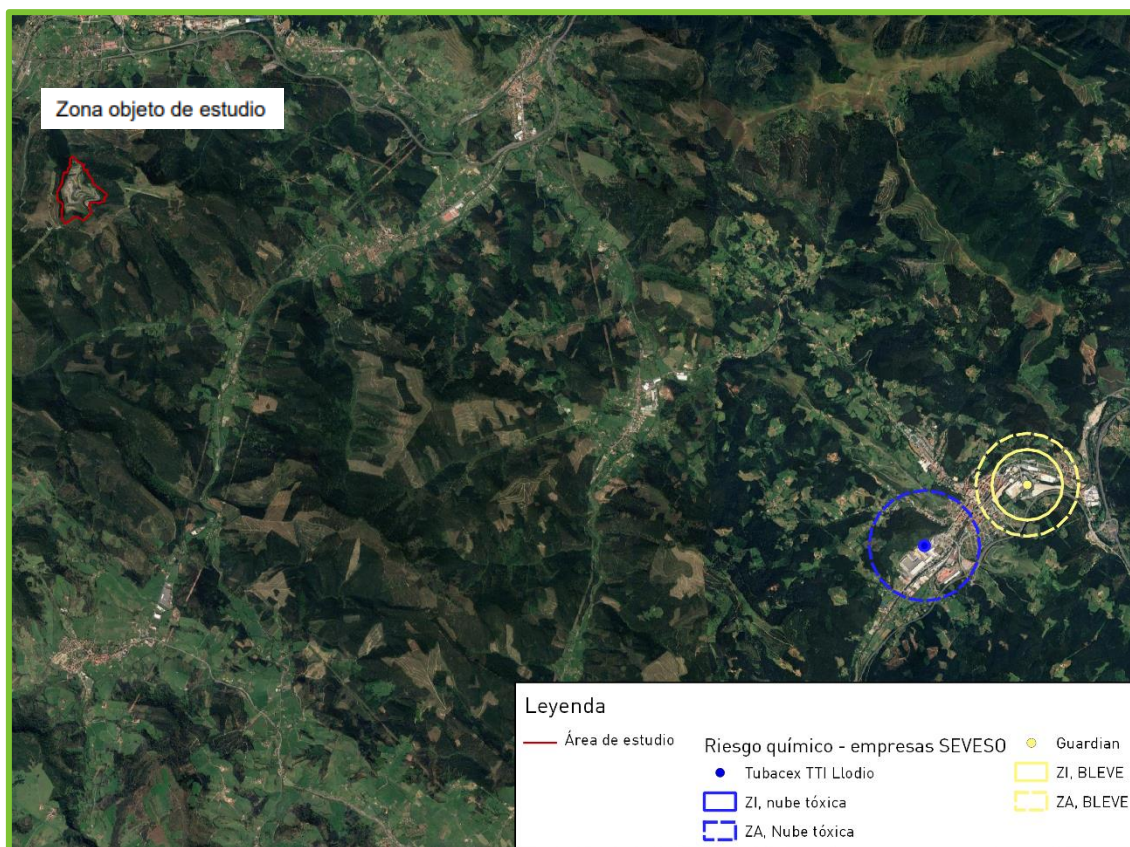 Zona objeto de estudio
Leyenda
Área de estudio
Riesgo químico - empresas SEVESO
Tubacex TTI Llodio
ZI, nube tóxica
ZA, Nube tóxica
Guardian
ZI, BLEVE
ZA, BLEVE